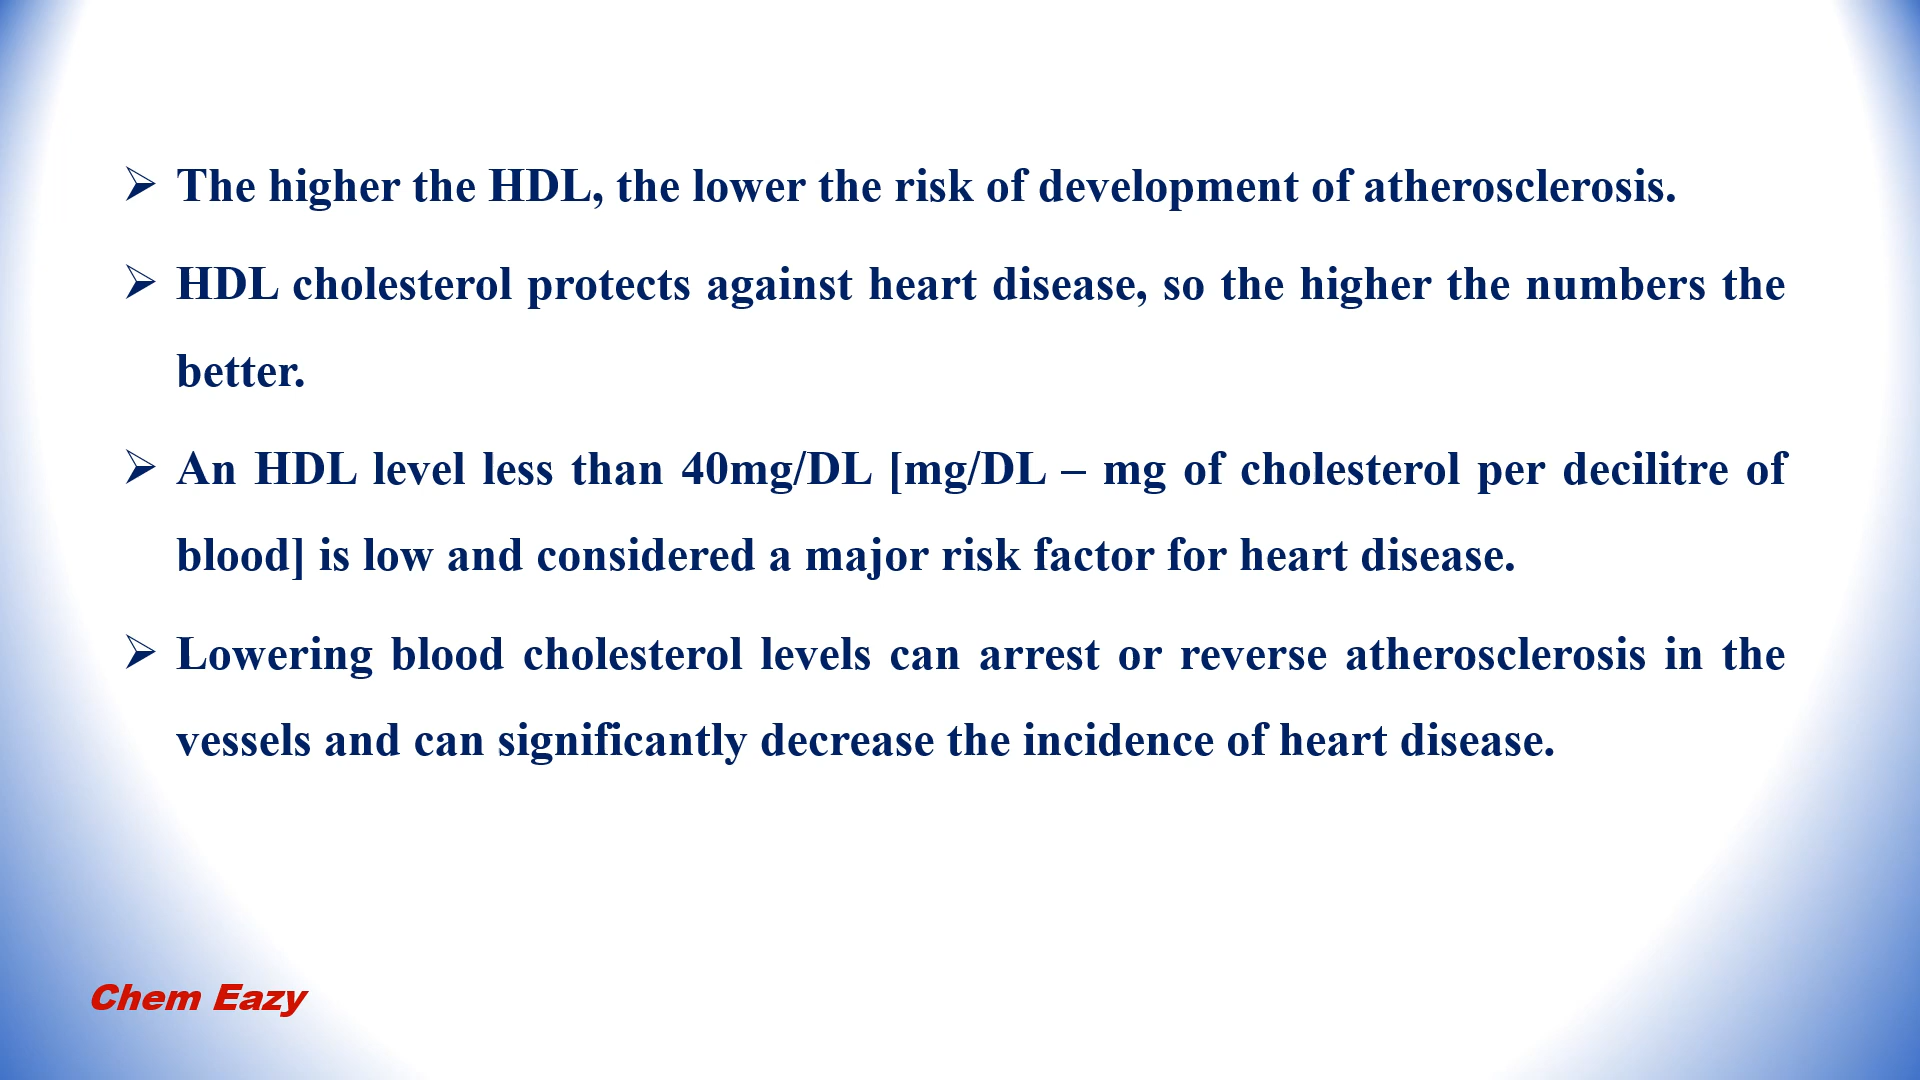 ➢ The higher the HDL, the lower the risk of development of atherosclerosis.
➢ HDL cholesterol protects against heart disease, so the higher the numbers the
better.
➢ An HDL level less than 40mg/DL [mg/DL – mg of cholesterol per decilitre of
blood] is low and considered a major risk factor for heart disease.
➢ Lowering blood cholesterol levels can arrest or reverse atherosclerosis in the
vessels and can significantly decrease the incidence of heart disease.
Chem Eazy